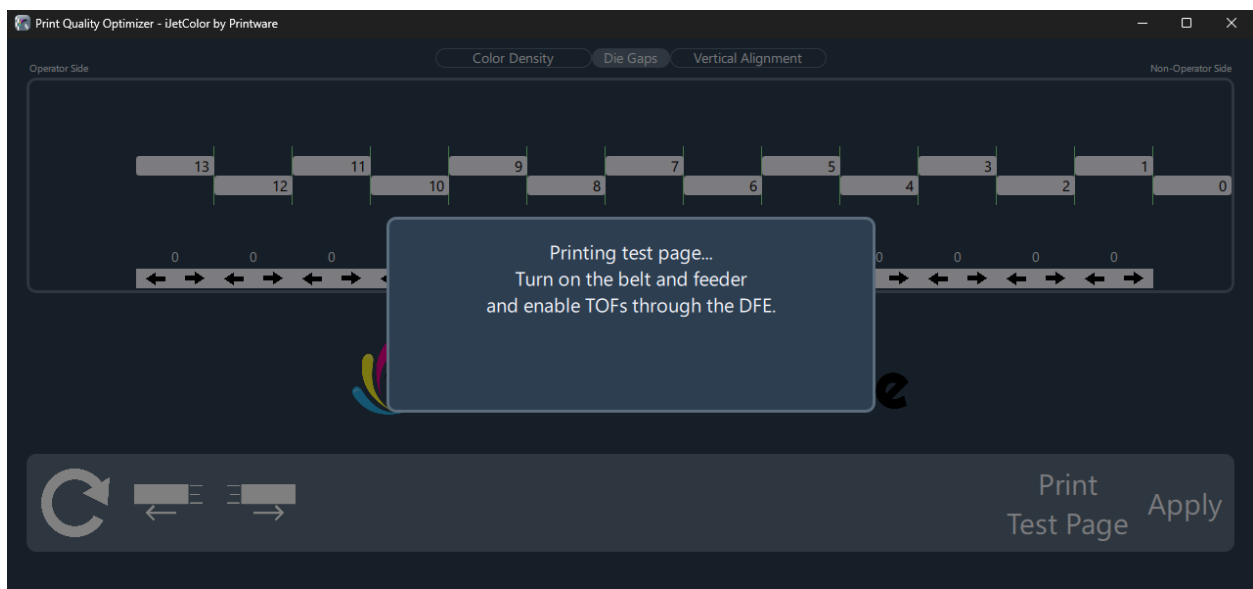 Print Quality Optimizer - iJetColor by Printware
Color Density Die Gaps Vertical Alignment
Operator Side Non-Operator Side
13 11 9 7 5 3 1
12 10 8 6 4 2 0
0 0 0 0 0 0 0
Printing test page...
Turn on the belt and feeder
and enable TOFs through the DFE.
e
Print
Test Page
Apply